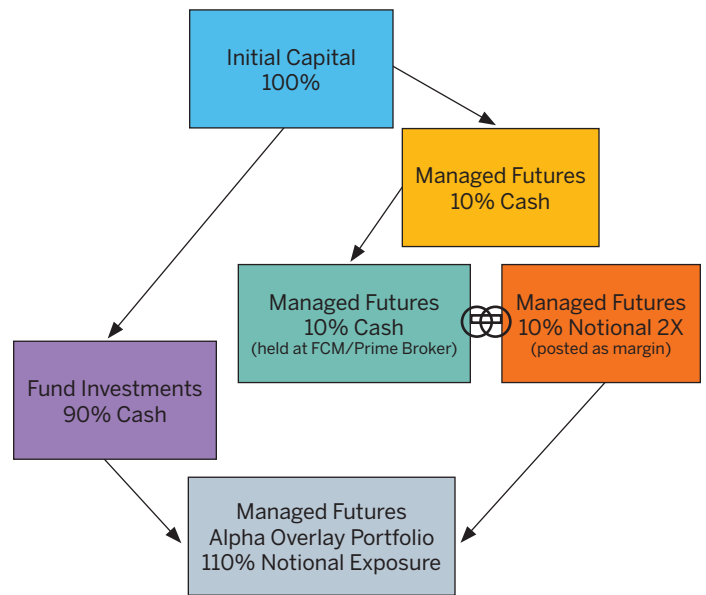 Initial Capital
100%
Managed Futures
10% Cash
Managed Futures
10% Cash
(held at FCM/Prime Broker)
Managed Futures
10% Notional 2X
(posted as margin)
Fund Investments
90% Cash
Managed Futures
Alpha Overlay Portfolio
110% Notional Exposure